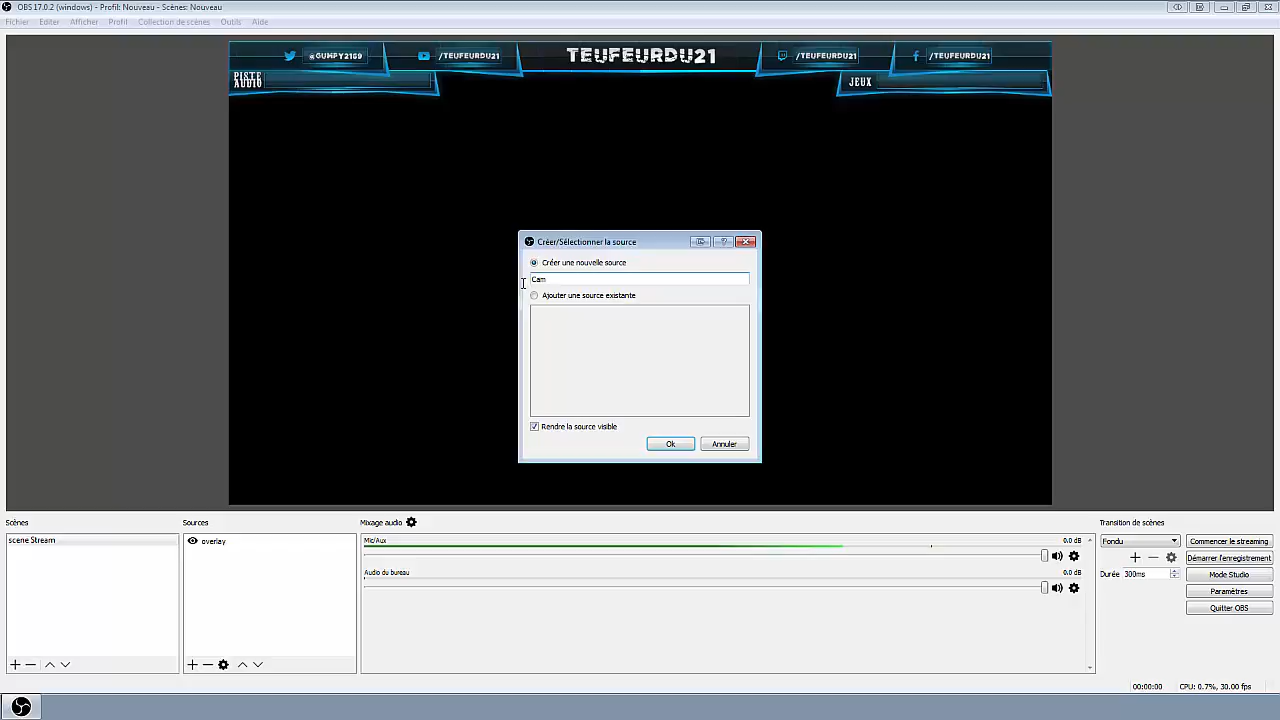 OBS 17.0.2 (windows) - Profil: Nouveau - Scènes: Nouveau
Fichier Editer Afficher Profil Collection de scènes Outils Aide
@GUMPY2159 /TEUFEURDU21 TEUFEURDU21 /TEUFEURDU21 /TEUFEURDU21
PISTE AUDIO
JEUX
Créer/Sélectionner la source
Créer une nouvelle source
Cam
Ajouter une source existante
Rendre la source visible
Ok Annuler
Scènes
scene Stream
Sources
overlay
Mixage audio
Mic/Aux 0.0 dB
Audio du bureau 0.0 dB
Transition de scènes
Fondu
Durée 300ms
Commencer le streaming
Démarrer l'enregistrement
Mode Studio
Paramètres
Quitter OBS
00:00:00 CPU: 0.7%, 30.00 fps